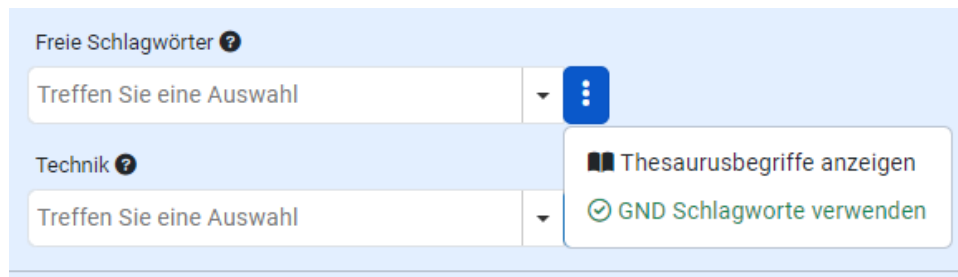 Freie Schlagwörter
Treffen Sie eine Auswahl
Technik
Thesaurusbegriffe anzeigen
Treffen Sie eine Auswahl
GND Schlagworte verwenden